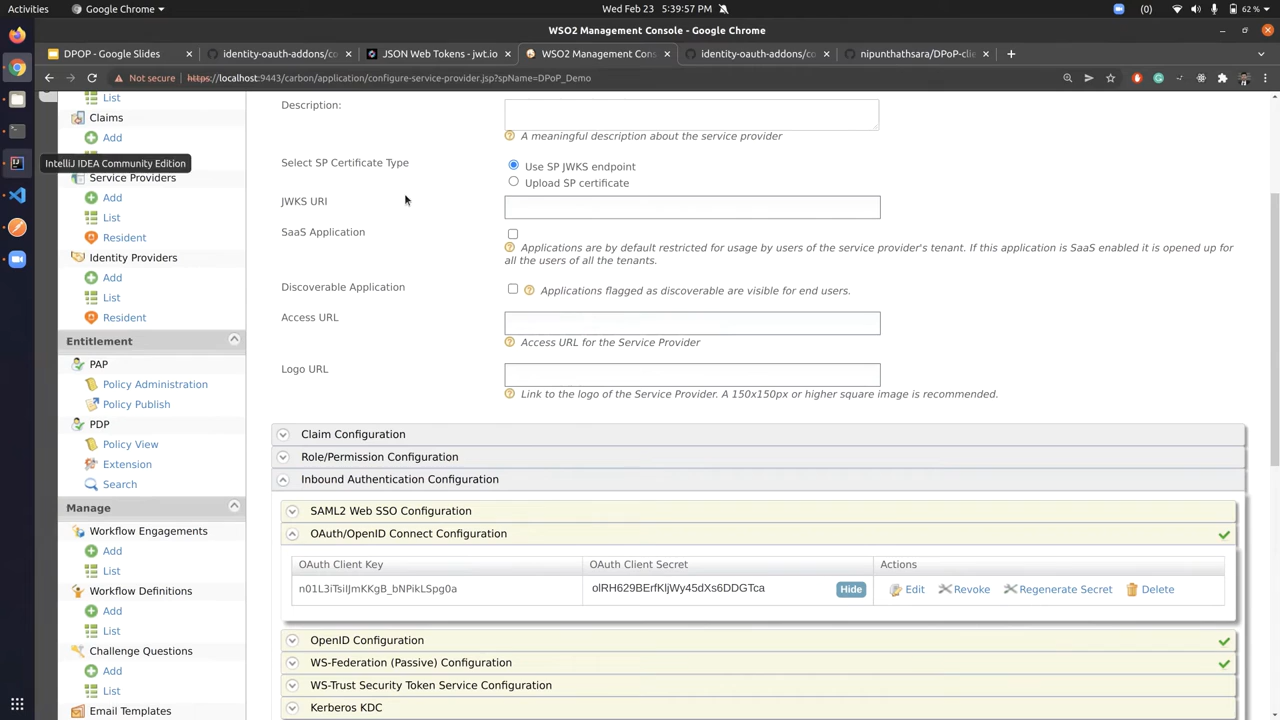 Activities
Google Chrome
Wed Feb 23 5:39:57 PM
(0)
62 %
WSO2 Management Console - Google Chrome
DPOP - Google Slides
identity-oauth-addons/co
JSON Web Tokens - jwt.io
WSO2 Management Cons
identity-oauth-addons/co
nipunthathsara/DPoP-clie
Not secure
https://localhost:9443/carbon/application/configure-service-provider.jsp?spName=DPoP_Demo
List
Claims
Add
IntelliJ IDEA Community Edition
Service Providers
Add
List
Resident
Identity Providers
Add
List
Resident
Entitlement
PAP
Policy Administration
Policy Publish
PDP
Policy View
Extension
Search
Manage
Workflow Engagements
Add
List
Workflow Definitions
Add
List
Challenge Questions
Add
List
Email Templates
Description:
A meaningful description about the service provider
Select SP Certificate Type
Use SP JWKS endpoint
Upload SP certificate
JWKS URI
SaaS Application
Applications are by default restricted for usage by users of the service provider's tenant. If this application is SaaS enabled it is opened up for
all the users of all the tenants.
Discoverable Application
Applications flagged as discoverable are visible for end users.
Access URL
Access URL for the Service Provider
Logo URL
Link to the logo of the Service Provider. A 150x150px or higher square image is recommended.
Claim Configuration
Role/Permission Configuration
Inbound Authentication Configuration
SAML2 Web SSO Configuration
OAuth/OpenID Connect Configuration
OAuth Client Key
OAuth Client Secret
Actions
n01L3iTsiIJmKKgB_bNPikLSpg0a
olRH629BErfKljWy45dXs6DDGTca
Hide
Edit
Revoke
Regenerate Secret
Delete
OpenID Configuration
WS-Federation (Passive) Configuration
WS-Trust Security Token Service Configuration
Kerberos KDC